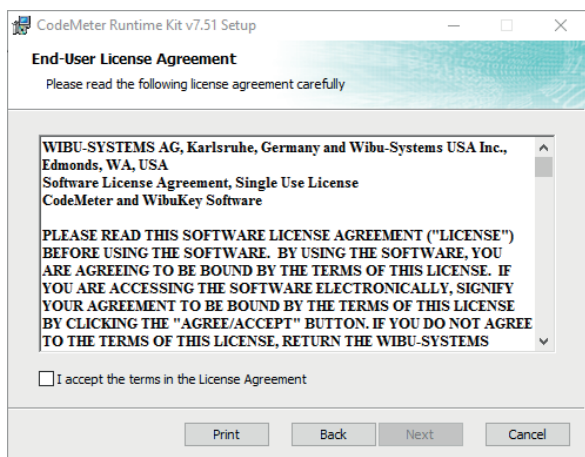 CodeMeter Runtime Kit v7.51 Setup
End-User License Agreement
Please read the following license agreement carefully
WIBU-SYSTEMS AG, Karlsruhe, Germany and Wibu-Systems USA Inc.,
Edmonds, WA, USA
Software License Agreement, Single Use License
CodeMeter and WibuKey Software
PLEASE READ THIS SOFTWARE LICENSE AGREEMENT ("LICENSE")
BEFORE USING THE SOFTWARE.  BY USING THE SOFTWARE, YOU
ARE AGREEING TO BE BOUND BY THE TERMS OF THIS LICENSE.  IF
YOU ARE ACCESSING THE SOFTWARE ELECTRONICALLY, SIGNIFY
YOUR AGREEMENT TO BE BOUND BY THE TERMS OF THIS LICENSE
BY CLICKING THE "AGREE/ACCEPT" BUTTON. IF YOU DO NOT AGREE
TO THE TERMS OF THIS LICENSE, RETURN THE WIBU-SYSTEMS
I accept the terms in the License Agreement
Print Back Next Cancel